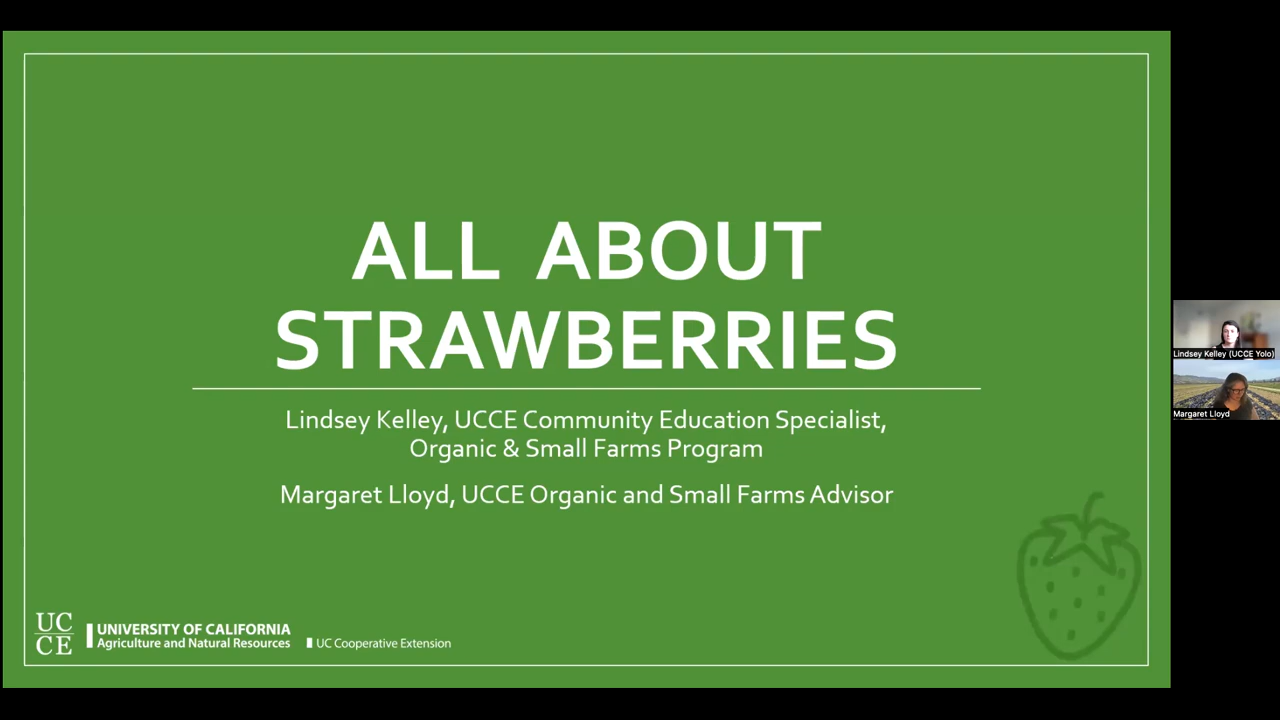 ALL ABOUT
STRAWBERRIES
Lindsey Kelley, UCCE Community Education Specialist,
Organic & Small Farms Program
Margaret Lloyd, UCCE Organic and Small Farms Advisor
UC
CE
UNIVERSITY OF CALIFORNIA
Agriculture and Natural Resources
UC Cooperative Extension
Lindsey Kelley (UCCE Yolo)
Margaret Lloyd